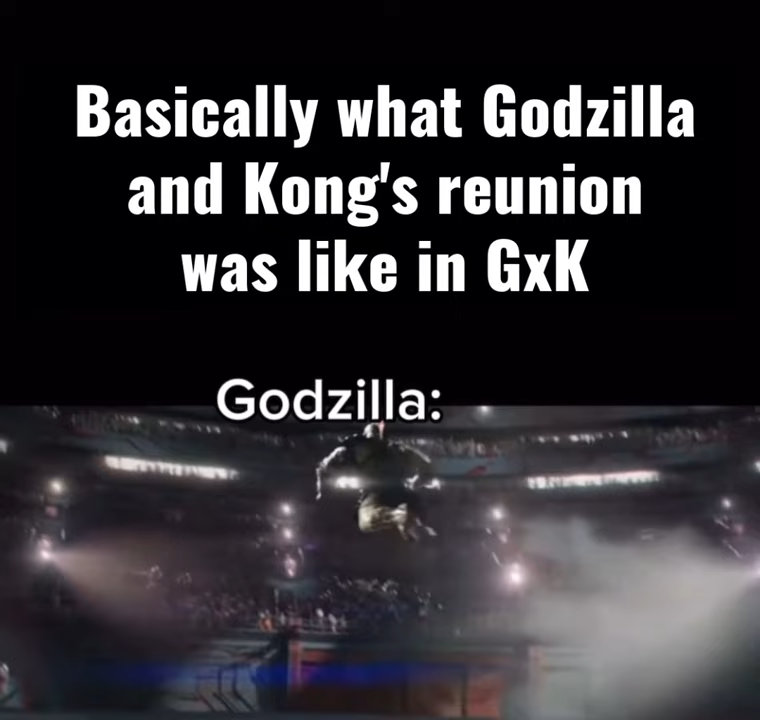 Basically what Godzilla
and Kong's reunion
was like in GxK
Godzilla: